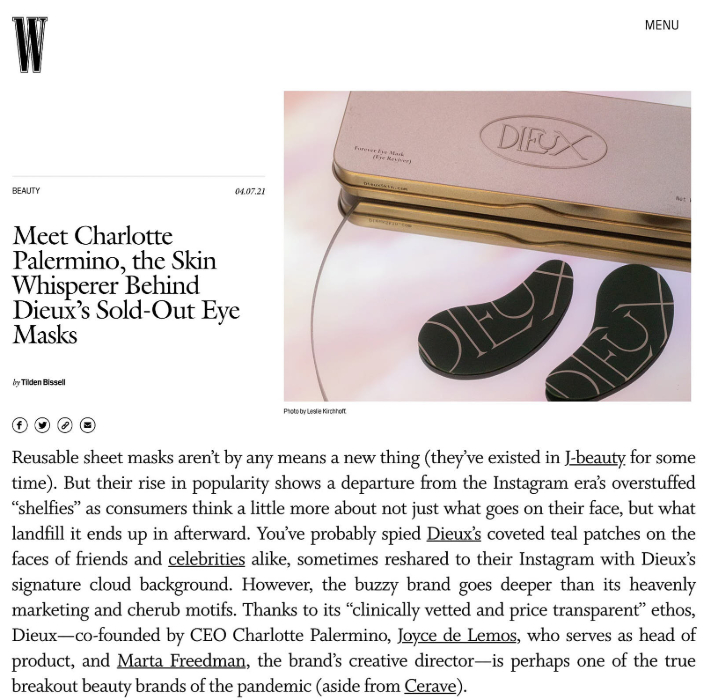 W
MENU
DIEUX
Forever Eye Mask
(Eye Reviver)
BEAUTY
04.07.21
Meet Charlotte
Palermino, the Skin
Whisperer Behind
Dieux’s Sold-Out Eye
Masks
by Tilden Bissell
DIEUX
DIEUX
Photo by Leslie Kirchhoff.
Reusable sheet masks aren’t by any means a new thing (they’ve existed in J-beauty for some
time). But their rise in popularity shows a departure from the Instagram era’s overstuffed
“shelfies” as consumers think a little more about not just what goes on their face, but what
landfill it ends up in afterward. You’ve probably spied Dieux’s coveted teal patches on the
faces of friends and celebrities alike, sometimes reshared to their Instagram with Dieux’s
signature cloud background. However, the buzzy brand goes deeper than its heavenly
marketing and cherub motifs. Thanks to its “clinically vetted and price transparent” ethos,
Dieux—co-founded by CEO Charlotte Palermino, Joyce de Lemos, who serves as head of
product, and Marta Freedman, the brand’s creative director—is perhaps one of the true
breakout beauty brands of the pandemic (aside from Cerave).